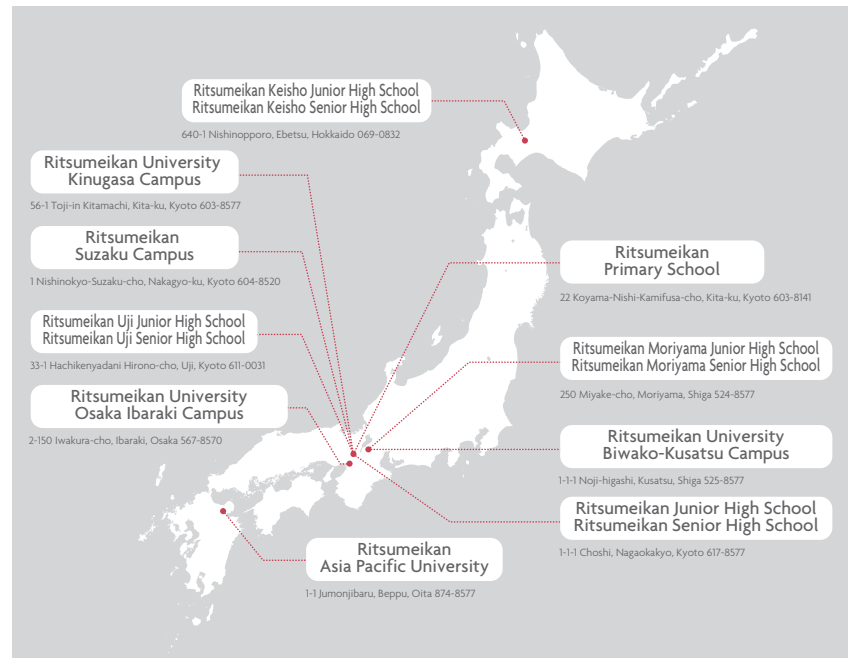 Ritsumeikan Keisho Junior High School
Ritsumeikan Keisho Senior High School
640-1 Nishinopporo, Ebetsu, Hokkaido 069-0832
Ritsumeikan University
Kinugasa Campus
56-1 Toji-in Kitamachi, Kita-ku, Kyoto 603-8577
Ritsumeikan
Suzaku Campus
1 Nishinokyo-Suzaku-cho, Nakagyo-ku, Kyoto 604-8520
Ritsumeikan Uji Junior High School
Ritsumeikan Uji Senior High School
33-1 Hachikenyadani Hirono-cho, Uji, Kyoto 611-0031
Ritsumeikan University
Osaka Ibaraki Campus
2-150 Iwakura-cho, Ibaraki, Osaka 567-8570
Ritsumeikan
Primary School
22 Koyama-Nishi-Kamifusa-cho, Kita-ku, Kyoto 603-8141
Ritsumeikan Moriyama Junior High School
Ritsumeikan Moriyama Senior High School
250 Miyake-cho, Moriyama, Shiga 524-8577
Ritsumeikan University
Biwako-Kusatsu Campus
1-1-1 Noji-higashi, Kusatsu, Shiga 525-8577
Ritsumeikan Junior High School
Ritsumeikan Senior High School
1-1-1 Choshi, Nagaokakyo, Kyoto 617-8577
Ritsumeikan
Asia Pacific University
1-1 Jumonjibaru, Beppu, Oita 874-8577